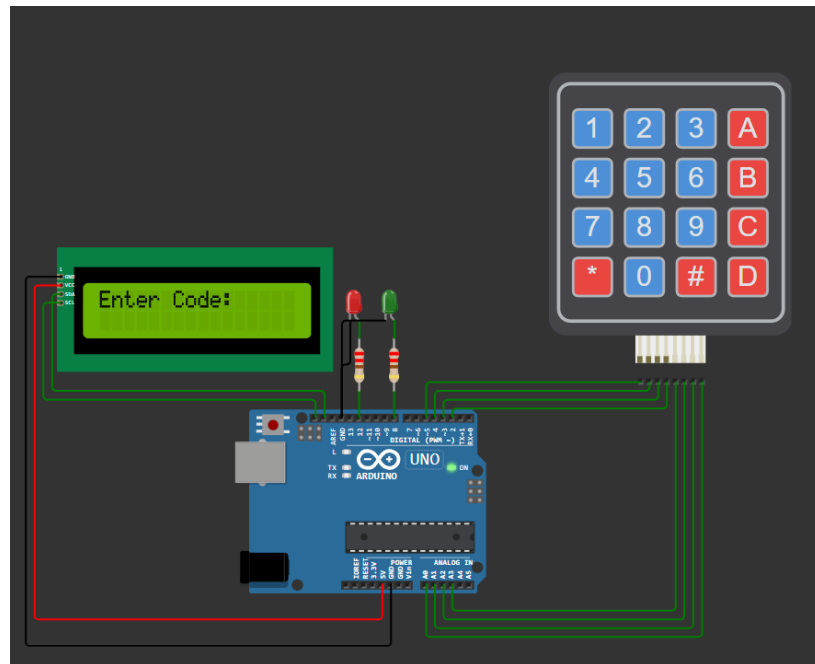 1 2 3 A
4 5 6 B
7 8 9 C
* 0 # D
1
GND
VCC
SDA
SCL
Enter Code:
AREF
GND
13
12
~11
~10
~9
8
7
~6
~5
4
~3
2
TX→1
RX←0
DIGITAL (PWM ~)
L
TX
RX
UNO
ON
ARDUINO
POWER
ANALOG IN
IOREF
RESET
3.3V
5V
GND
GND
Vin
A0
A1
A2
A3
A4
A5